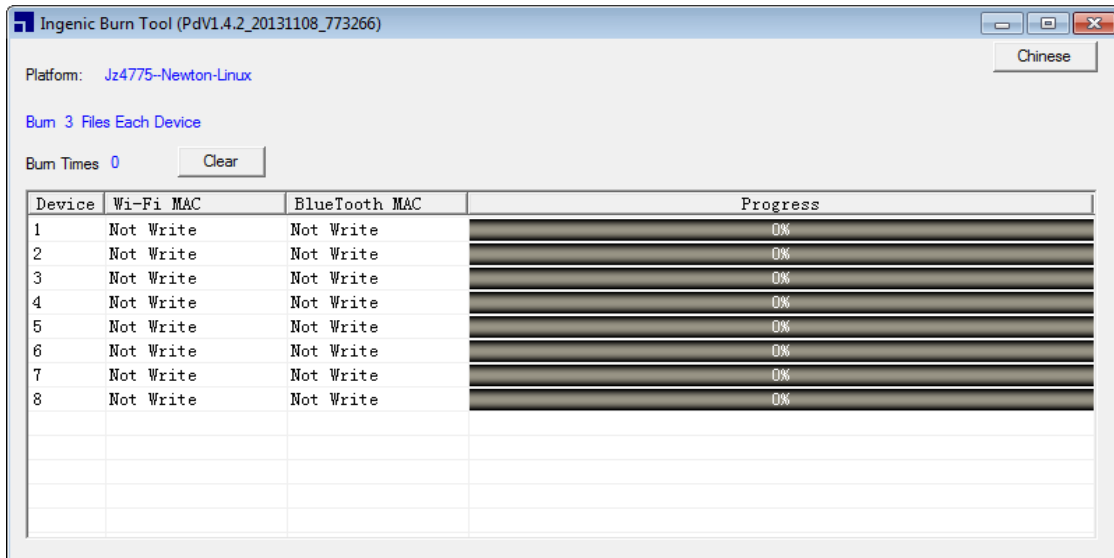 Ingenic Burn Tool (PdV1.4.2_20131108_773266)
Chinese
Platform: Jz4775--Newton-Linux
Burn 3 Files Each Device
Burn Times 0 Clear
Device Wi-Fi MAC BlueTooth MAC Progress
1 Not Write Not Write 0%
2 Not Write Not Write 0%
3 Not Write Not Write 0%
4 Not Write Not Write 0%
5 Not Write Not Write 0%
6 Not Write Not Write 0%
7 Not Write Not Write 0%
8 Not Write Not Write 0%